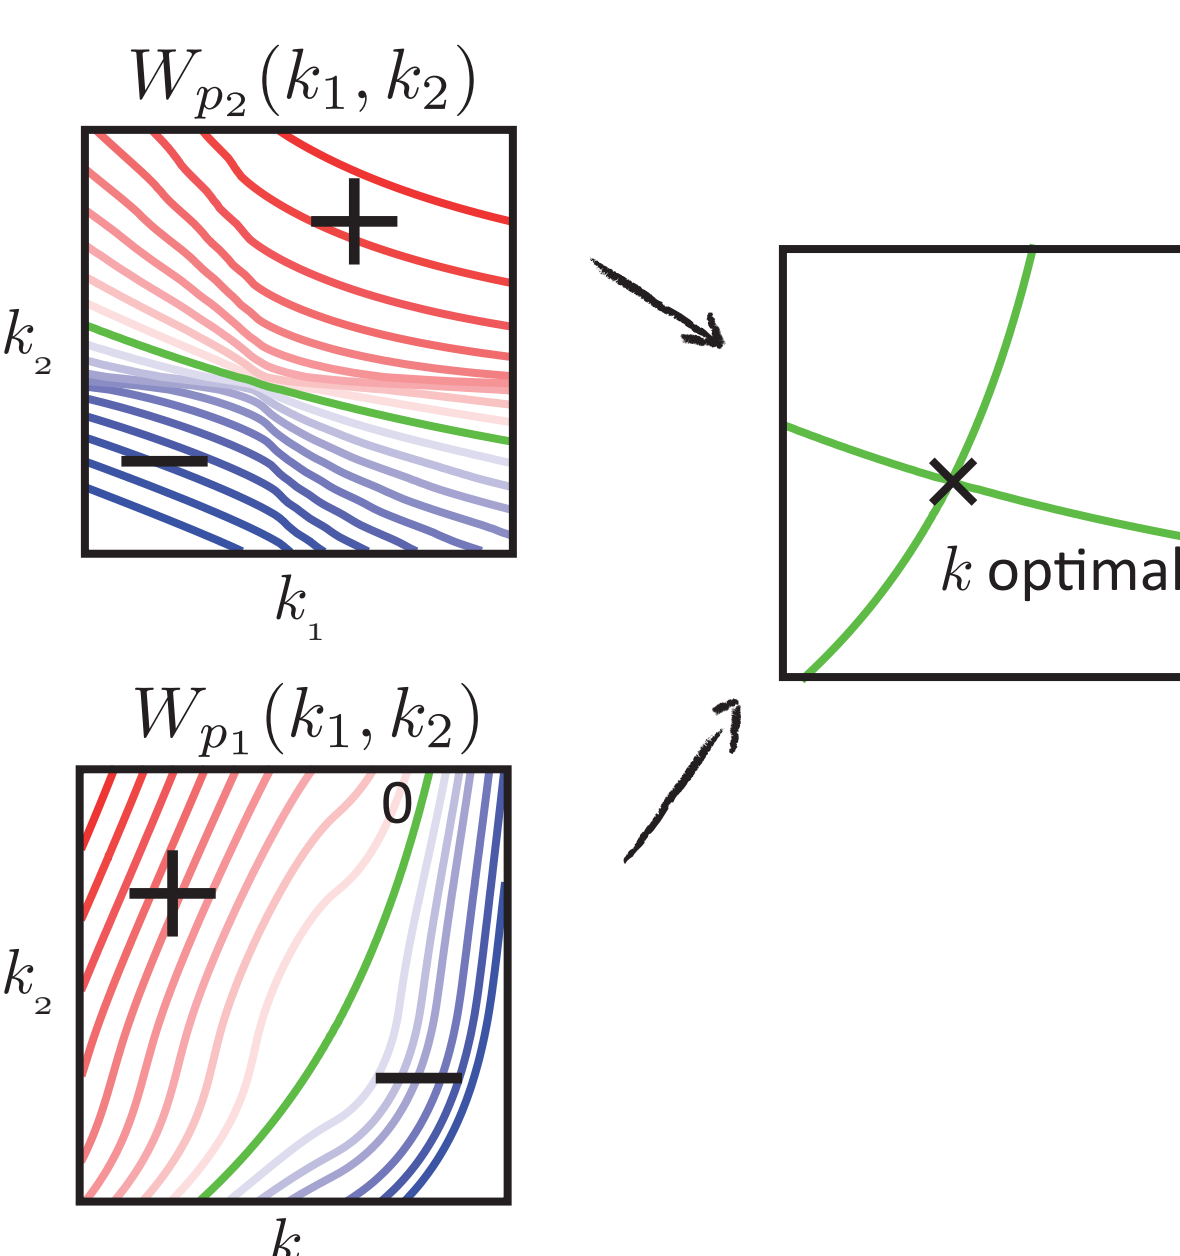 W_{p_2}(k_1, k_2)
+
k_2
−
k_1
k optimal
W_{p_1}(k_1, k_2)
0
+
k_2
−
k